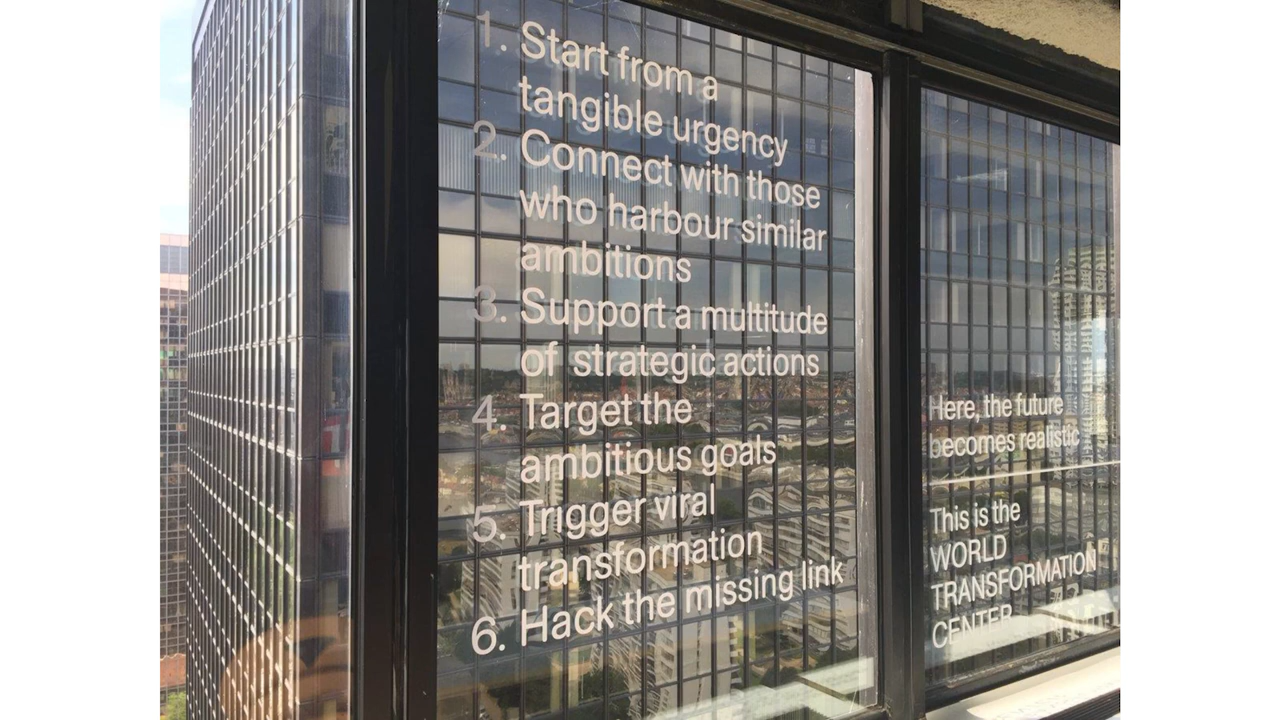 1. Start from a
tangible urgency
2. Connect with those
who harbour similar
ambitions
3. Support a multitude
of strategic actions
4. Target the
ambitious goals
5. Trigger viral
transformation
6. Hack the missing link
Here, the future
becomes realistic
This is the
WORLD
TRANSFORMATION
CENTER